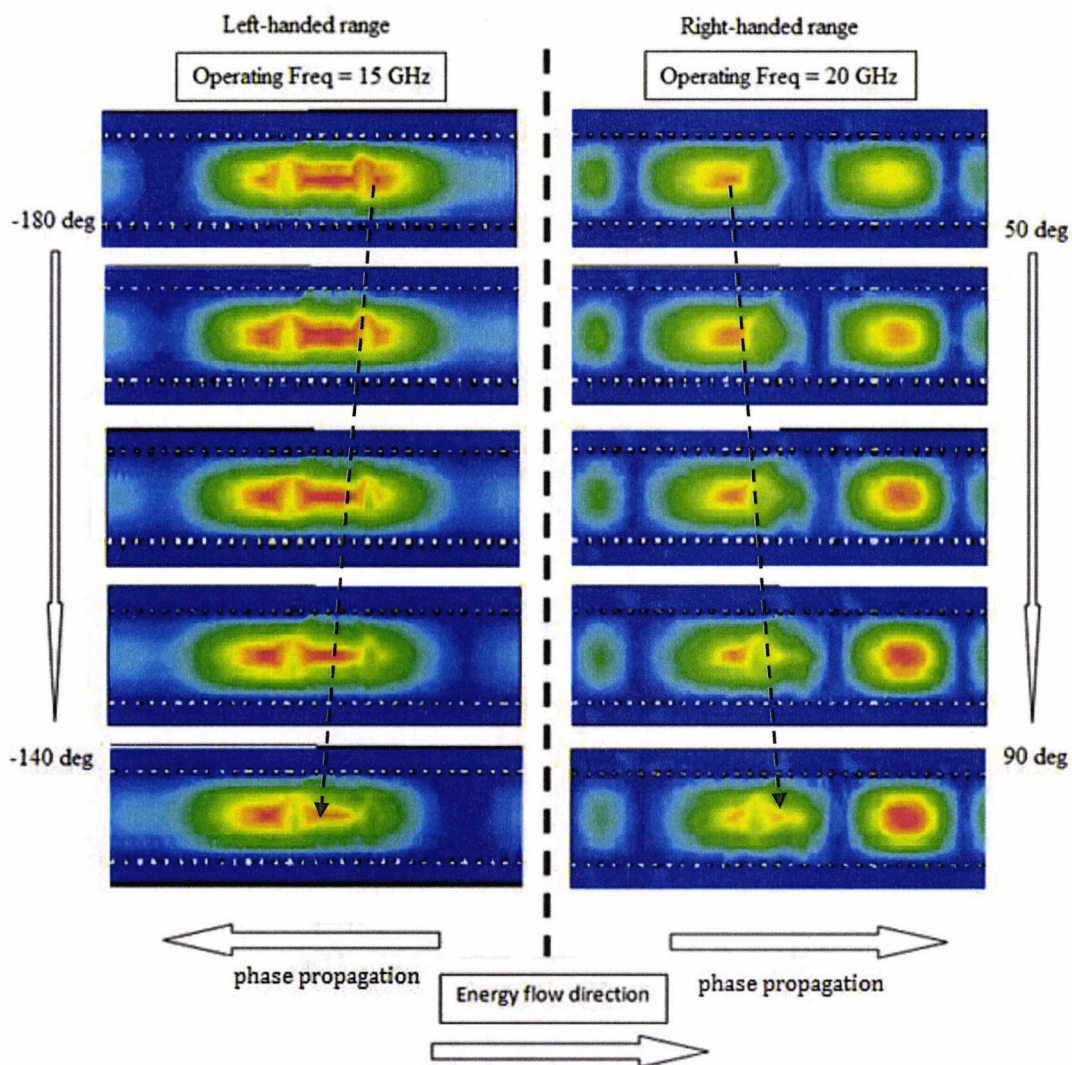 Left-handed range
Right-handed range
Operating Freq = 15 GHz
Operating Freq = 20 GHz
-180 deg
50 deg
-140 deg
90 deg
phase propagation
phase propagation
Energy flow direction